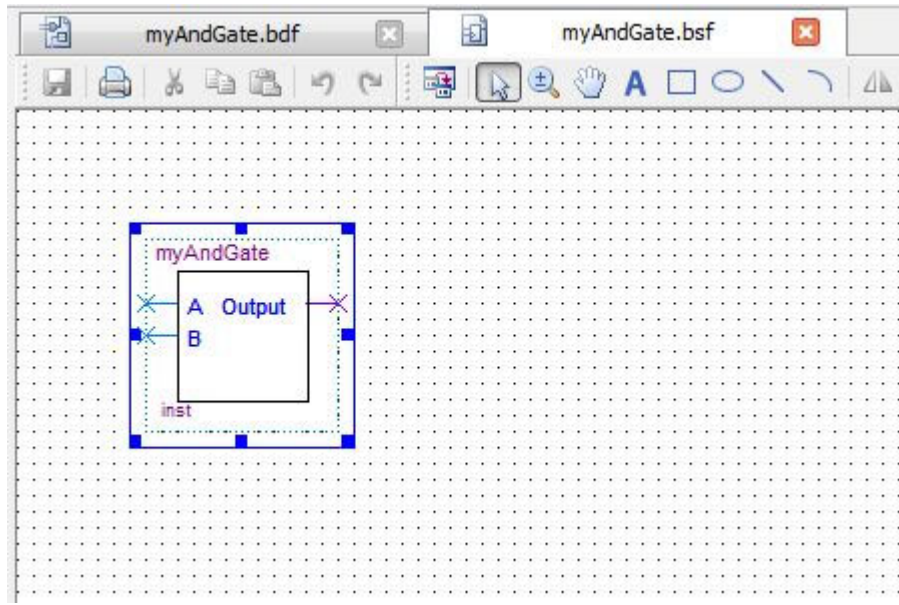 myAndGate.bdf
myAndGate.bsf
A
myAndGate
A Output
B
inst